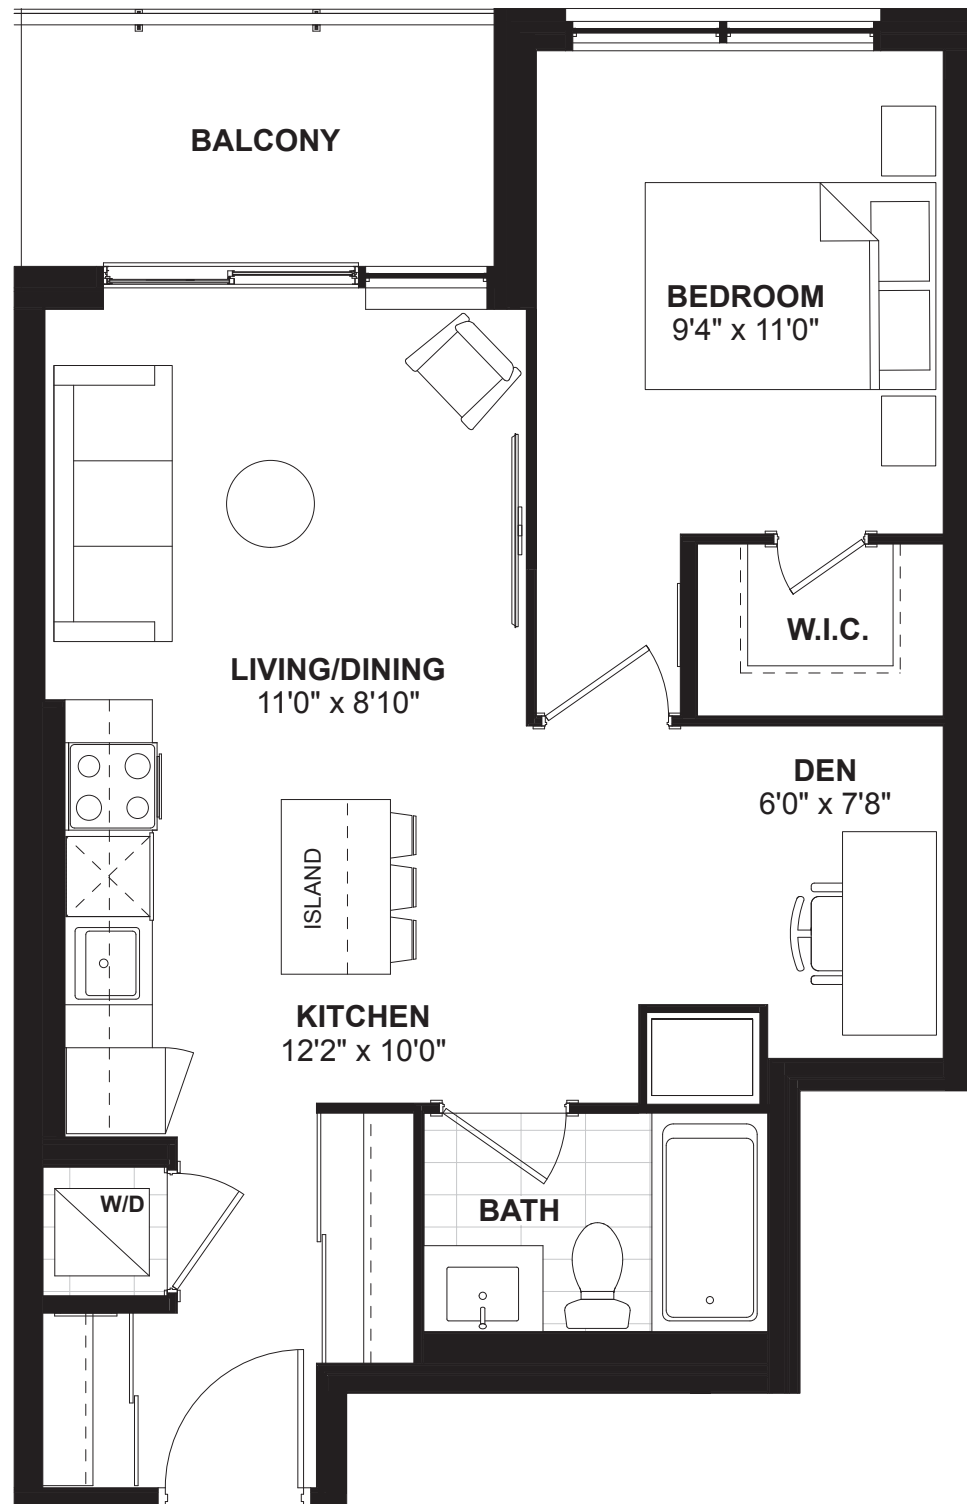 BALCONY
BEDROOM
9'4" x 11'0"
W.I.C.
LIVING/DINING
11'0" x 8'10"
DEN
6'0" x 7'8"
ISLAND
KITCHEN
12'2" x 10'0"
W/D
BATH